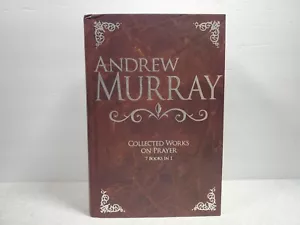 ANDREW
MURRAY
COLLECTED WORKS
ON PRAYER
7 BOOKS IN 1